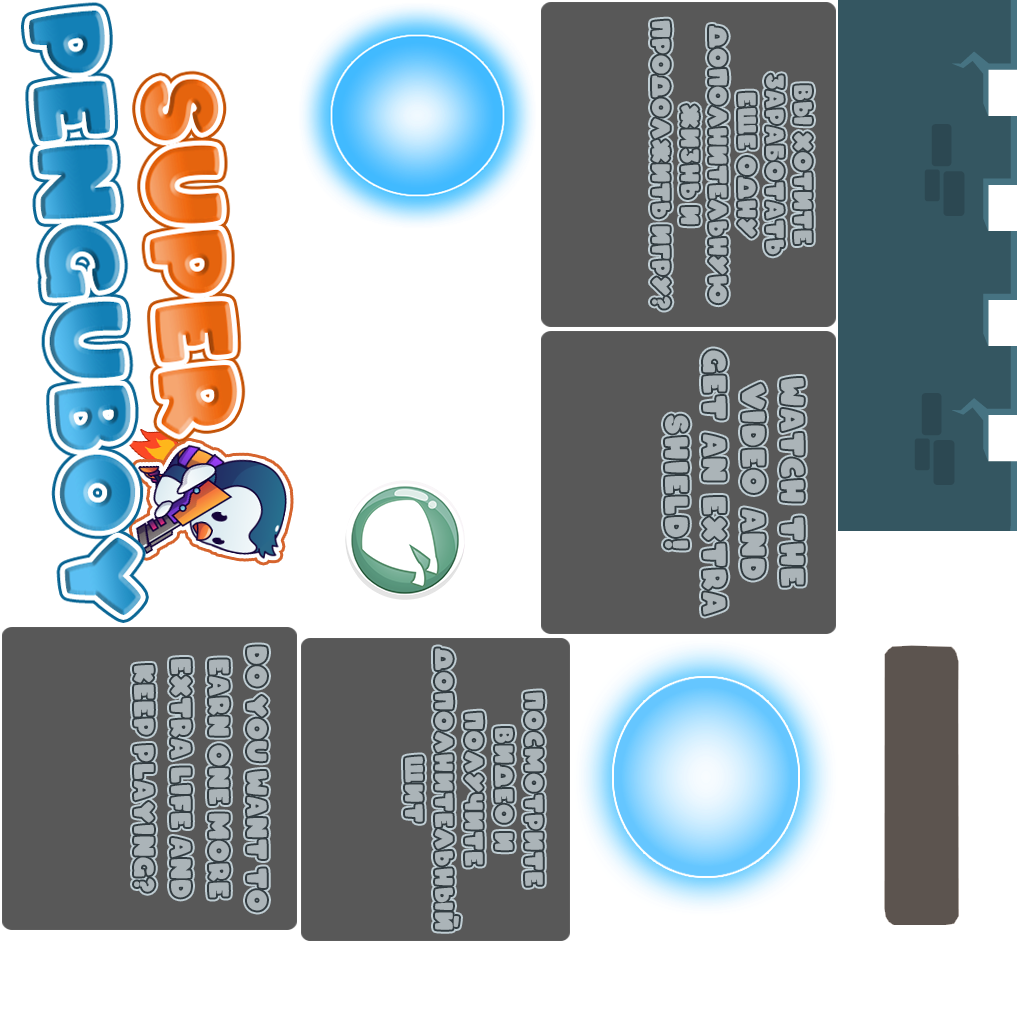 SUPER
PENGUBOY
ВЫ ХОТИТЕ
ЗАРАБОТАТЬ
ЕЩЕ ОДНУ
ДОПОЛНИТЕЛЬНУЮ
ЖИЗНЬ И
ПРОДОЛЖИТЬ ИГРУ?
WATCH THE
VIDEO AND
GET AN EXTRA
SHIELD!
DO YOU WANT TO
EARN ONE MORE
EXTRA LIFE AND
KEEP PLAYING?
ПОСМОТРИТЕ
ВИДЕО И
ПОЛУЧИТЕ
ДОПОЛНИТЕЛЬНЫЙ
ЩИТ